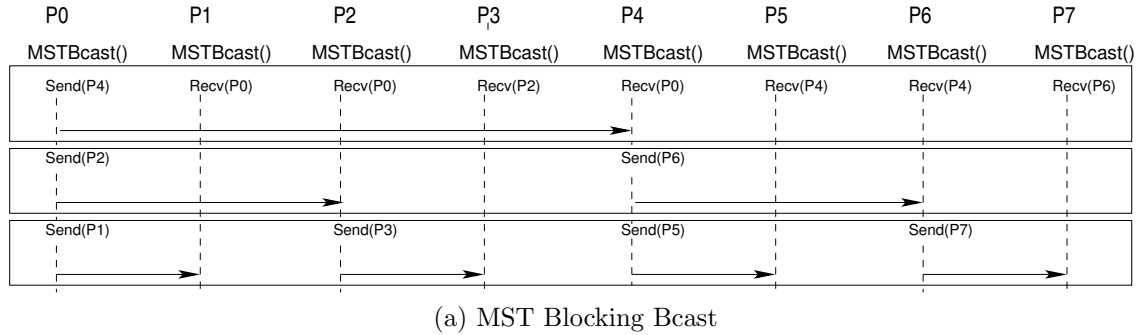 P0 P1 P2 P3 P4 P5 P6 P7
MSTBcast() MSTBcast() MSTBcast() MSTBcast() MSTBcast() MSTBcast() MSTBcast() MSTBcast()
Send(P4) Recv(P0) Recv(P0) Recv(P2) Recv(P0) Recv(P4) Recv(P4) Recv(P6)
Send(P2) Send(P6)
Send(P1) Send(P3) Send(P5) Send(P7)
(a) MST Blocking Bcast